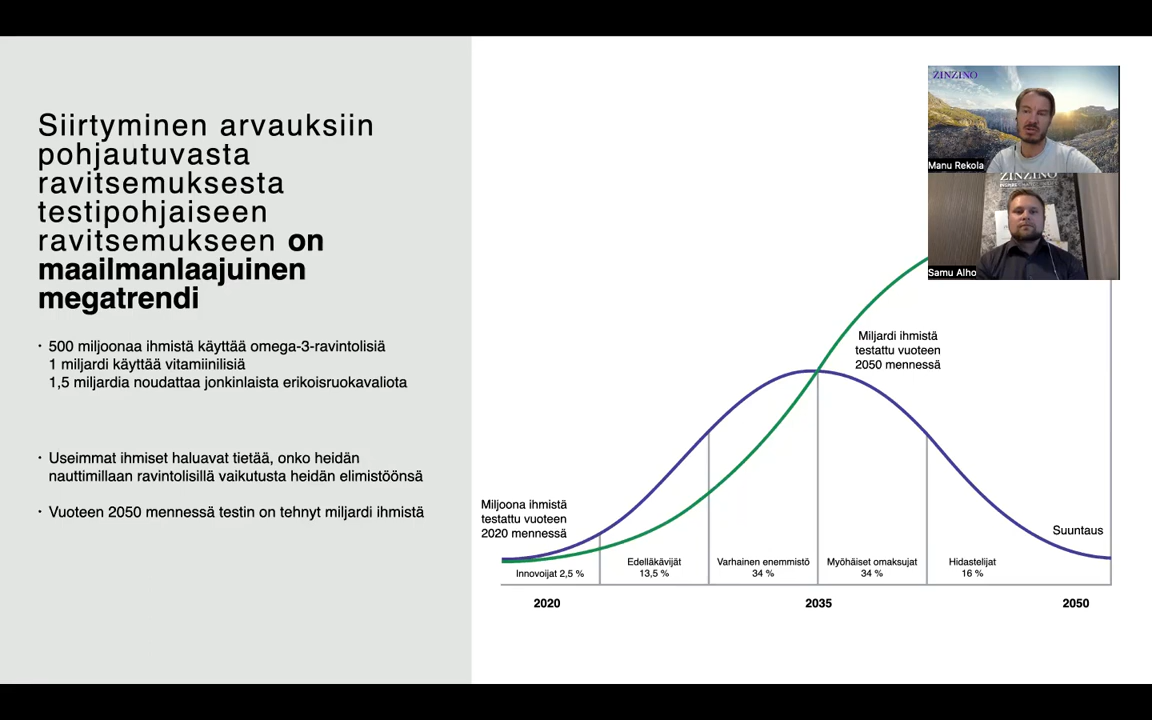 Siirtyminen arvauksiin
pohjautuvasta
ravitsemuksesta
testipohjaiseen
ravitsemukseen on
maailmanlaajuinen
megatrendi
· 500 miljoonaa ihmistä käyttää omega-3-ravintolisiä
1 miljardi käyttää vitamiinilisiä
1,5 miljardia noudattaa jonkinlaista erikoisruokavaliota
· Useimmat ihmiset haluavat tietää, onko heidän
nauttimillaan ravintolisillä vaikutusta heidän elimistöönsä
· Vuoteen 2050 mennessä testin on tehnyt miljardi ihmistä
ZINZINO
Manu Rekola
ZINZINO
Samu Alho
Miljardi ihmistä
testattu vuoteen
2050 mennessä
Miljoona ihmistä
testattu vuoteen
2020 mennessä
Suuntaus
Innovoijat 2,5 %
Edelläkävijät
13,5 %
Varhainen enemmistö
34 %
Myöhäiset omaksujat
34 %
Hidastelijat
16 %
2020
2035
2050